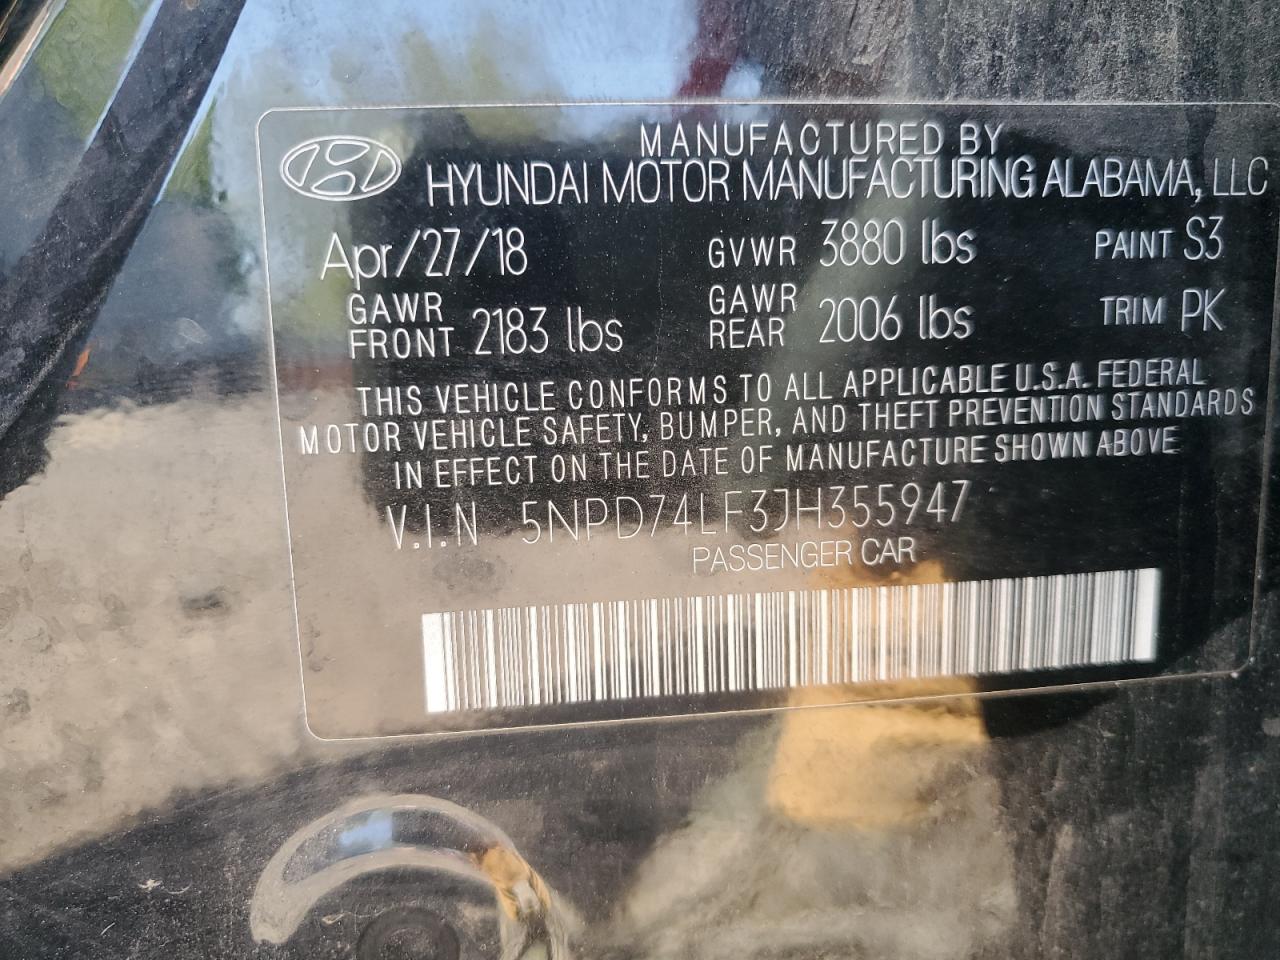 MANUFACTURED BY
HYUNDAI MOTOR MANUFACTURING ALABAMA, LLC
Apr/27/18 GVWR 3880 lbs PAINT S3
GAWR FRONT 2183 lbs GAWR REAR 2006 lbs TRIM PK
THIS VEHICLE CONFORMS TO ALL APPLICABLE U.S.A. FEDERAL
MOTOR VEHICLE SAFETY, BUMPER, AND THEFT PREVENTION STANDARDS
IN EFFECT ON THE DATE OF MANUFACTURE SHOWN ABOVE
V.I.N 5NPD74LF3JH355947
PASSENGER CAR